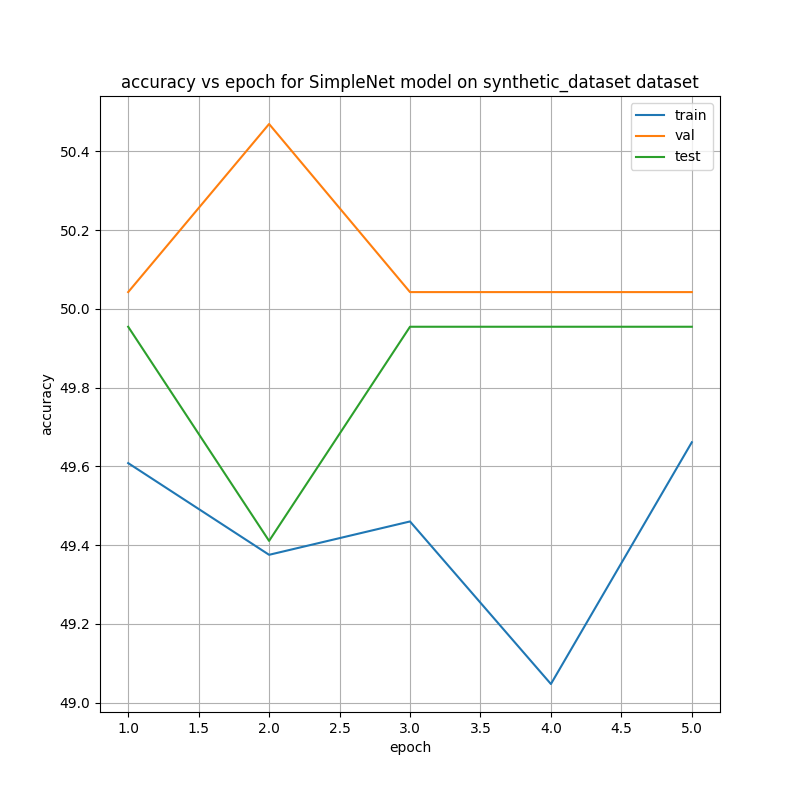 accuracy vs epoch for SimpleNet model on synthetic_dataset dataset
train
val
test
50.4
50.2
50.0
49.8
49.6
49.4
49.2
49.0
accuracy
1.0 1.5 2.0 2.5 3.0 3.5 4.0 4.5 5.0
epoch